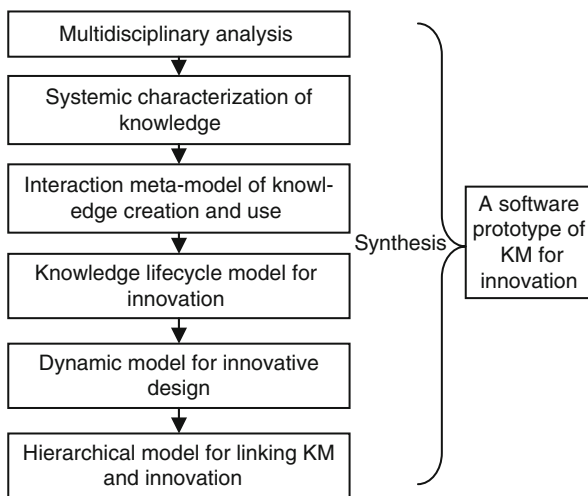 Multidisciplinary analysis
Systemic characterization of
knowledge
Interaction meta-model of knowl-
edge creation and use
Knowledge lifecycle model for
innovation
Dynamic model for innovative
design
Hierarchical model for linking KM
and innovation
Synthesis
A software
prototype of
KM for
innovation